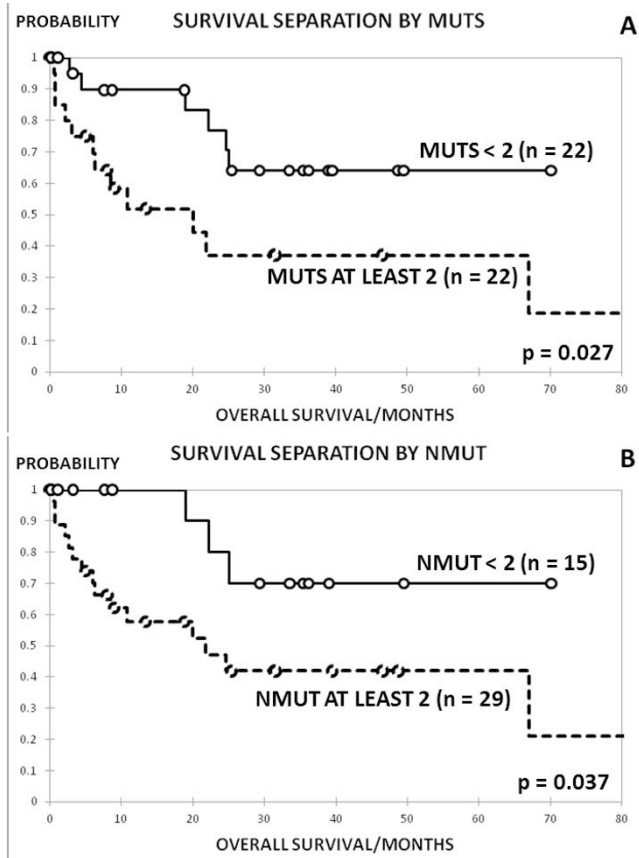 PROBABILITY
SURVIVAL SEPARATION BY MUTS
A
1
0.9
0.8
0.7
0.6
0.5
0.4
0.3
0.2
0.1
0
MUTS < 2 (n = 22)
MUTS AT LEAST 2 (n = 22)
p = 0.027
0 10 20 30 40 50 60 70 80
OVERALL SURVIVAL/MONTHS
PROBABILITY
SURVIVAL SEPARATION BY NMUT
B
1
0.9
0.8
0.7
0.6
0.5
0.4
0.3
0.2
0.1
0
NMUT < 2 (n = 15)
NMUT AT LEAST 2 (n = 29)
p = 0.037
0 10 20 30 40 50 60 70 80
OVERALL SURVIVAL/MONTHS